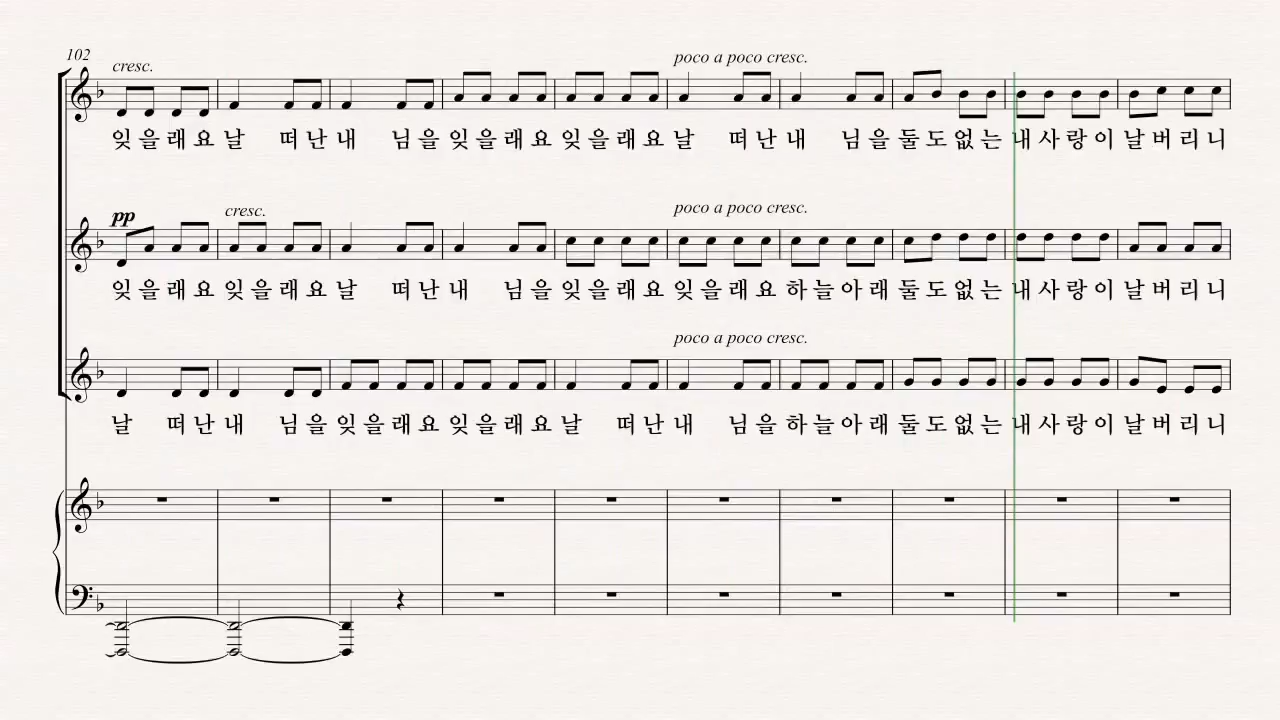 102
cresc.
poco a poco cresc.
잊 을 래 요 날 떠 난 내 님 을 잊 을 래 요 잊 을 래 요 날 떠 난 내 님 을 둘 도 없 는 내 사 랑 이 날 버 리 니
pp
cresc.
poco a poco cresc.
잊 을 래 요 잊 을 래 요 날 떠 난 내 님 을 잊 을 래 요 잊 을 래 요 하 늘 아 래 둘 도 없 는 내 사 랑 이 날 버 리 니
poco a poco cresc.
날 떠 난 내 님 을 잊 을 래 요 잊 을 래 요 날 떠 난 내 님 을 하 늘 아 래 둘 도 없 는 내 사 랑 이 날 버 리 니